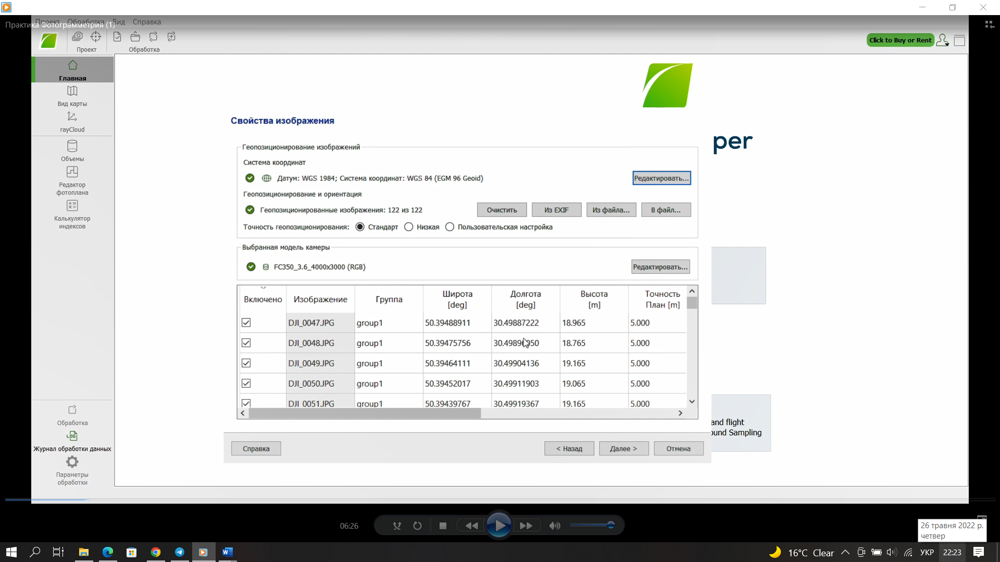 Проект Обработка Вид Справка
Практика Фотограмметрия (1)
Проект
Обработка
Click to Buy or Rent
Главная
Вид карты
rayCloud
Объемы
Редактор
фотоплана
Калькулятор
индексов
Обработка
LOG
Журнал обработки данных
Параметры
обработки
per
Свойства изображения
Геопозиционирование изображений
Система координат
Датум: WGS 1984; Система координат: WGS 84 (EGM 96 Geoid)
Редактировать...
Геопозиционирование и ориентация
Геопозиционированные изображения: 122 из 122
Очистить
Из EXIF
Из файла...
В файл...
Точность геопозиционирования: Стандарт Низкая Пользовательская настройка
Выбранная модель камеры
FC350_3.6_4000x3000 (RGB)
Редактировать...
Включено Изображение Группа Широта [deg] Долгота [deg] Высота [m] Точность План [m]
DJI_0047.JPG group1 50.39488911 30.49887222 18.965 5.000
DJI_0048.JPG group1 50.39475756 18.765 5.000
DJI_0049.JPG group1 50.39464111 30.49904136 19.165 5.000
DJI_0050.JPG group1 50.39452017 30.49911903 19.065 5.000
DJI_0051.JPG group1 50.39439767 30.49919367 19.165 5.000
and flight
ound Sampling
Справка
< Назад
Далее >
Отмена
06:26
26 травня 2022 р.
четвер
16°C Clear
УКР
22:23